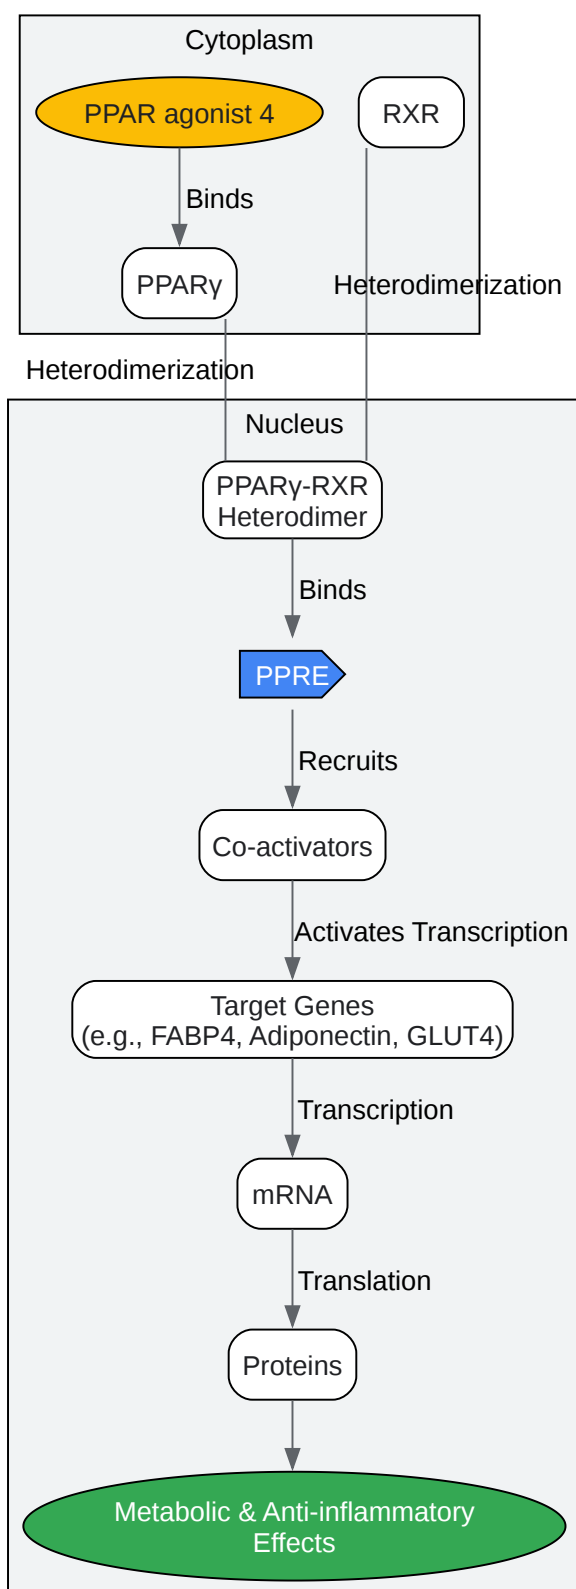 Cytoplasm
PPAR agonist 4
RXR
Binds
PPARγ
Heterodimerization
Heterodimerization
Nucleus
PPARγ-RXR
Heterodimer
Binds
PPRE
Recruits
Co-activators
Activates Transcription
Target Genes
(e.g., FABP4, Adiponectin, GLUT4)
Transcription
mRNA
Translation
Proteins
Metabolic & Anti-inflammatory
Effects